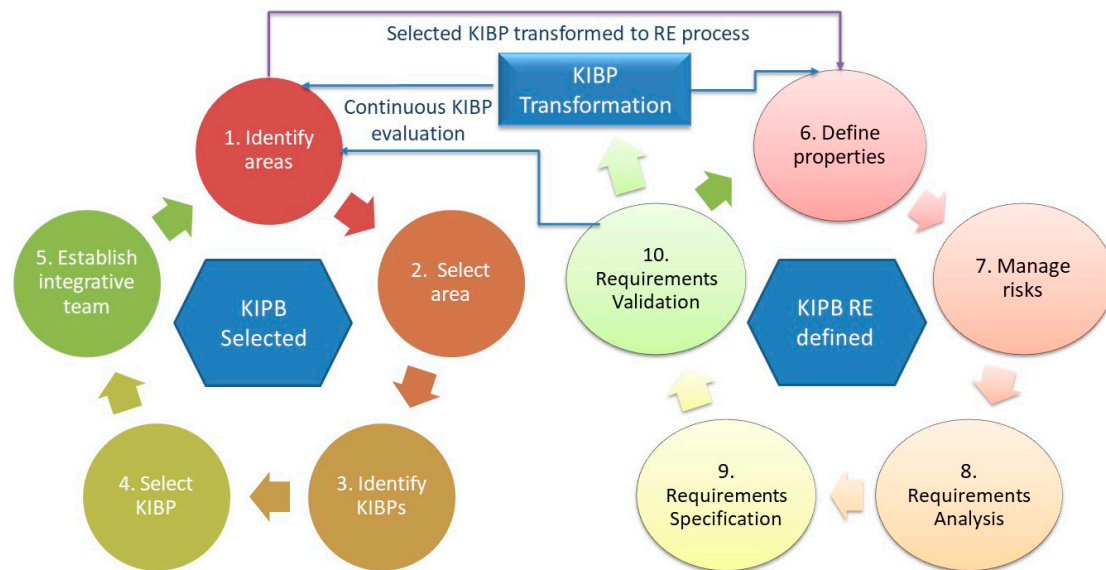 Selected KIBP transformed to RE process
KIBP
Transformation
Continuous KIBP
evaluation
1. Identify
areas
2. Select
area
3. Identify
KIBPs
4. Select
KIBP
5. Establish
integrative
team
KIPB
Selected
6. Define
properties
7. Manage
risks
8.
Requirements
Analysis
9.
Requirements
Specification
10.
Requirements
Validation
KIPB RE
defined